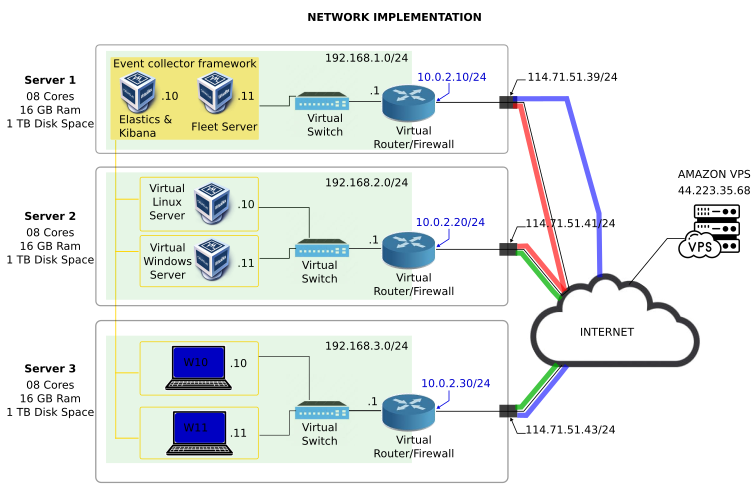 NETWORK IMPLEMENTATION
Server 1
08 Cores
16 GB Ram
1 TB Disk Space
Event collector framework
.10
.11
Elastics &
Kibana
Fleet Server
192.168.1.0/24
.1
Virtual
Switch
Virtual
Router/Firewall
10.0.2.10/24
114.71.51.39/24
Server 2
08 Cores
16 GB Ram
1 TB Disk Space
Virtual
Linux
Server
.10
Virtual
Windows
Server
.11
192.168.2.0/24
.1
Virtual
Switch
Virtual
Router/Firewall
10.0.2.20/24
114.71.51.41/24
AMAZON VPS
44.223.35.68
VPS
INTERNET
Server 3
08 Cores
16 GB Ram
1 TB Disk Space
W10
.10
W11
.11
192.168.3.0/24
.1
Virtual
Switch
Virtual
Router/Firewall
10.0.2.30/24
114.71.51.43/24